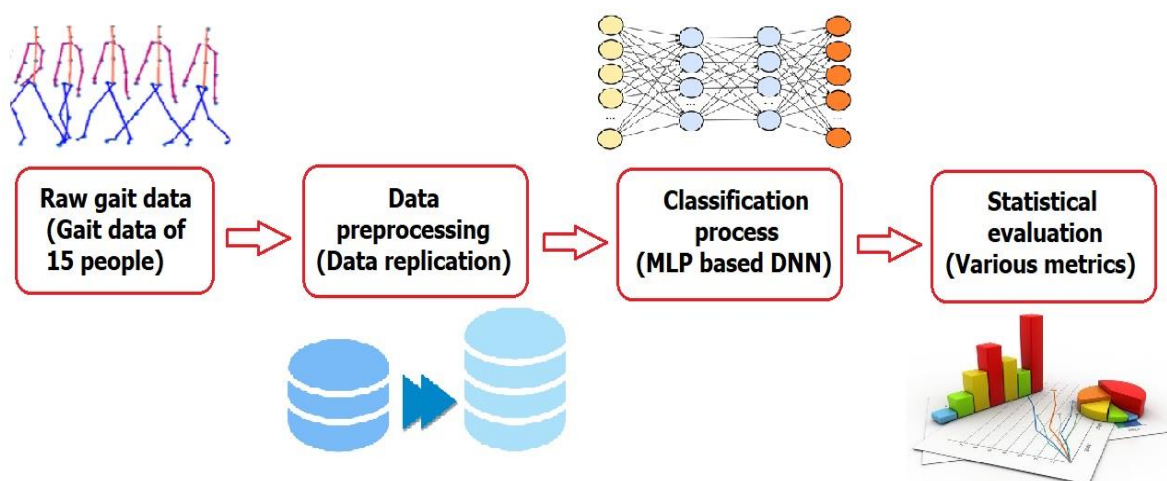 Raw gait data
(Gait data of
15 people)
Data
preprocessing
(Data replication)
Classification
process
(MLP based DNN)
Statistical
evaluation
(Various metrics)